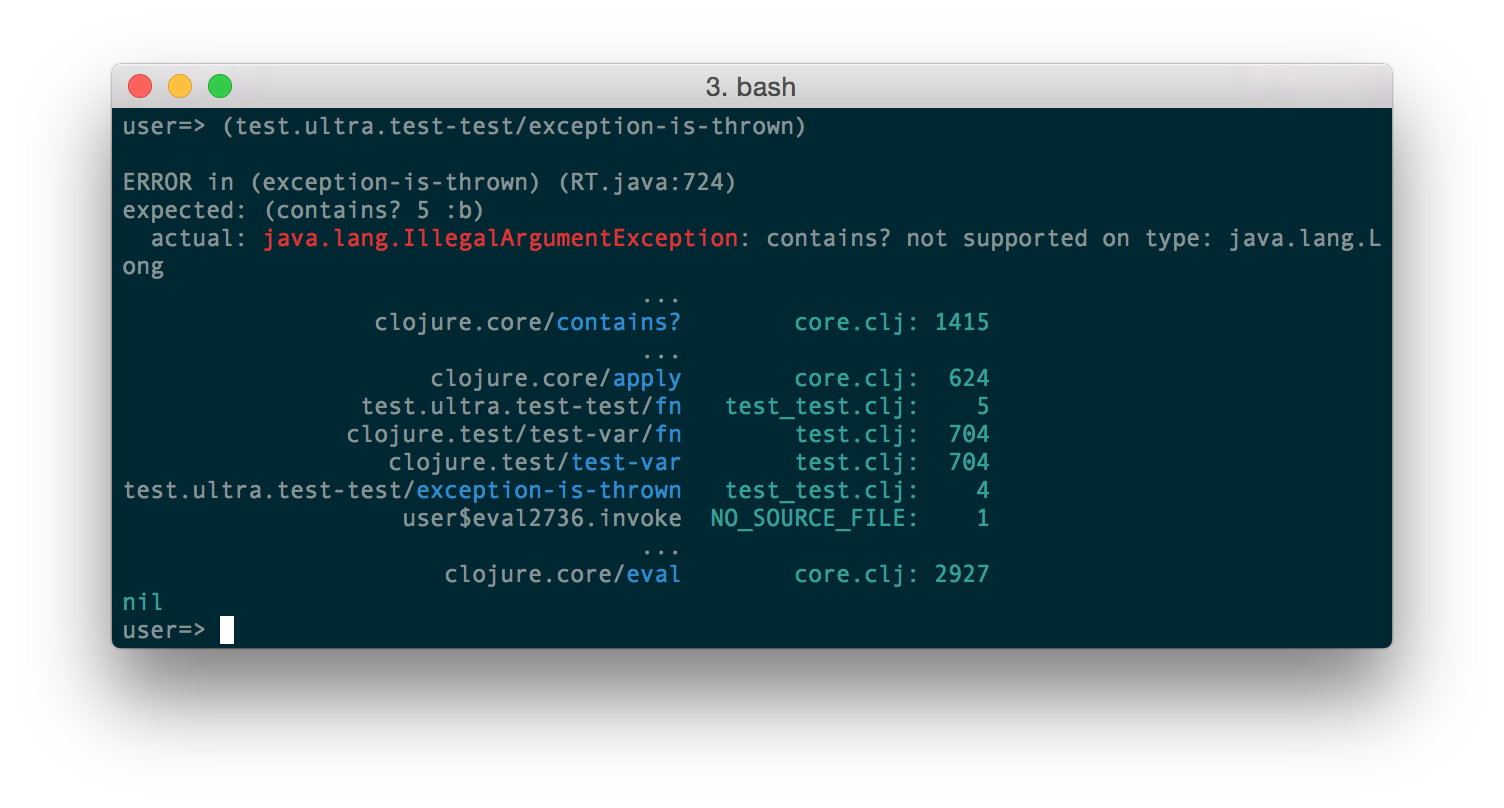 3. bash
user=> (test.ultra.test-test/exception-is-thrown)
ERROR in (exception-is-thrown) (RT.java:724)
expected: (contains? 5 :b)
  actual: java.lang.IllegalArgumentException: contains? not supported on type: java.lang.L
ong
...
clojure.core/contains?        core.clj: 1415
...
clojure.core/apply        core.clj:  624
test.ultra.test-test/fn   test_test.clj:    5
clojure.test/test-var/fn        test.clj:  704
clojure.test/test-var        test.clj:  704
test.ultra.test-test/exception-is-thrown   test_test.clj:    4
user$eval2736.invoke  NO_SOURCE_FILE:    1
...
clojure.core/eval        core.clj: 2927
nil
user=>